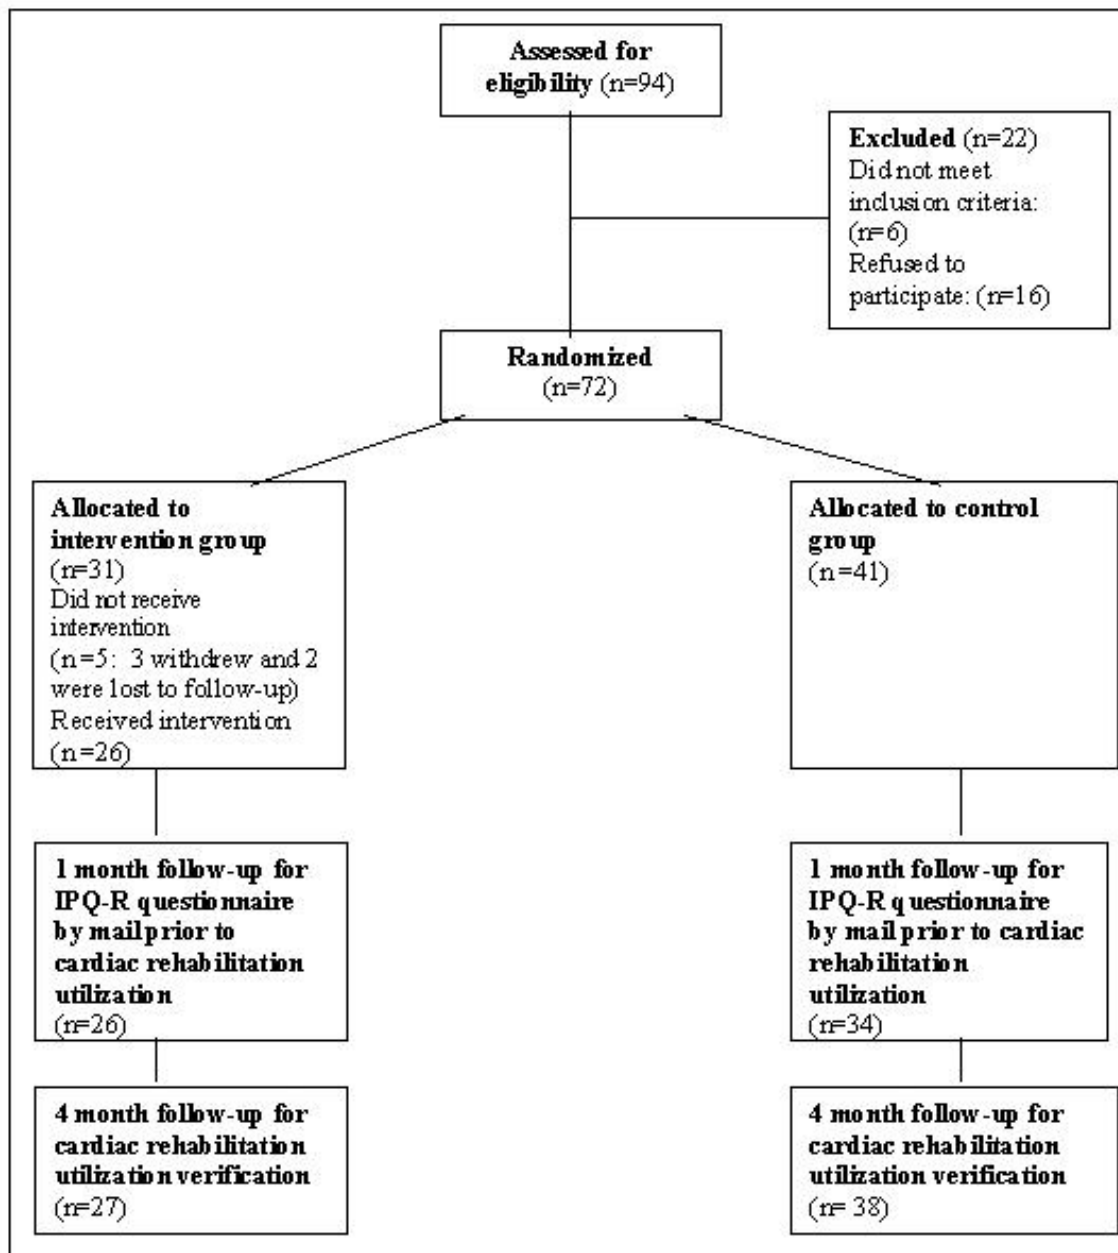 Assessed for
eligibility (n=94)
Excluded (n=22)
Did not meet
inclusion criteria:
(n=6)
Refused to
participate: (n=16)
Randomized
(n=72)
Allocated to
intervention group
(n=31)
Did not receive
intervention
(n=5: 3 withdrew and 2
were lost to follow-up)
Received intervention
(n=26)
Allocated to control
group
(n=41)
1 month follow-up for
IPQ-R questionnaire
by mail prior to
cardiac rehabilitation
utilization
(n=26)
1 month follow-up for
IPQ-R questionnaire
by mail prior to cardiac
rehabilitation
utilization
(n=34)
4 month follow-up for
cardiac rehabilitation
utilization verification
(n=27)
4 month follow-up for
cardiac rehabilitation
utilization verification
(n= 38)